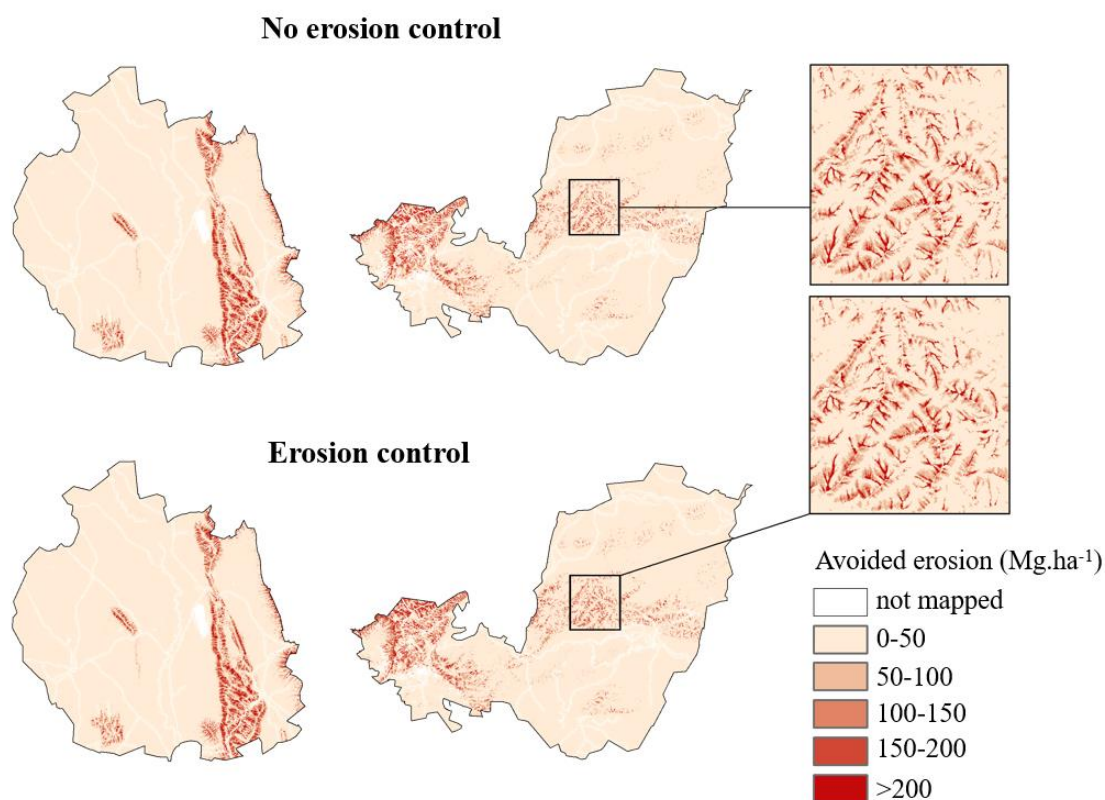 No erosion control
Erosion control
Avoided erosion (Mg.ha-1)
not mapped
0-50
50-100
100-150
150-200
>200